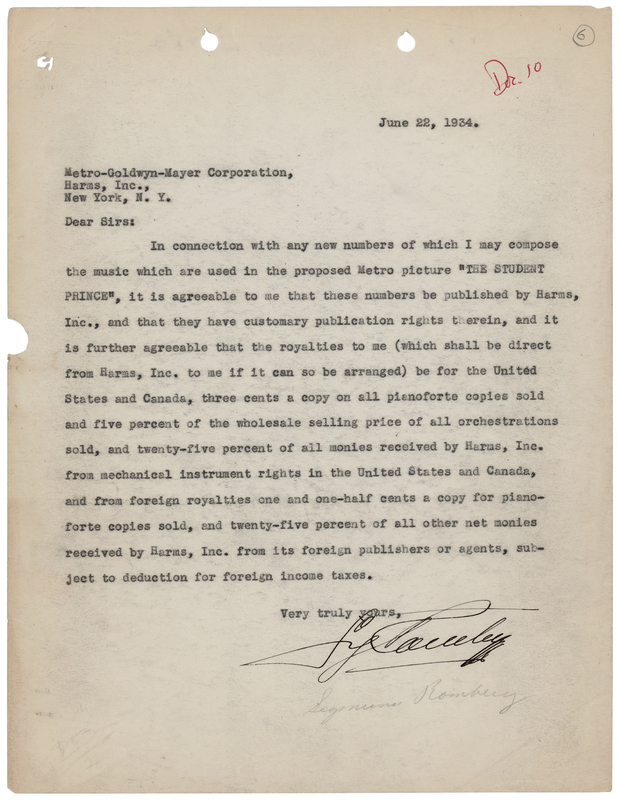 6
Doc. 10
June 22, 1934.
Metro-Goldwyn-Mayer Corporation,
Harms, Inc.,
New York, N. Y.
Dear Sirs:
In connection with any new numbers of which I may compose
the music which are used in the proposed Metro picture "THE STUDENT
PRINCE", it is agreeable to me that these numbers be published by Harms,
Inc., and that they have customary publication rights therein, and it
is further agreeable that the royalties to me (which shall be direct
from Harms, Inc. to me if it can so be arranged) be for the United
States and Canada, three cents a copy on all pianoforte copies sold
and five percent of the wholesale selling price of all orchestrations
sold, and twenty-five percent of all monies received by Harms, Inc.
from mechanical instrument rights in the United States and Canada,
and from foreign royalties one and one-half cents a copy for piano-
forte copies sold, and twenty-five percent of all other net monies
received by Harms, Inc. from its foreign publishers or agents, sub-
ject to deduction for foreign income taxes.
Very truly yours,
Romberg